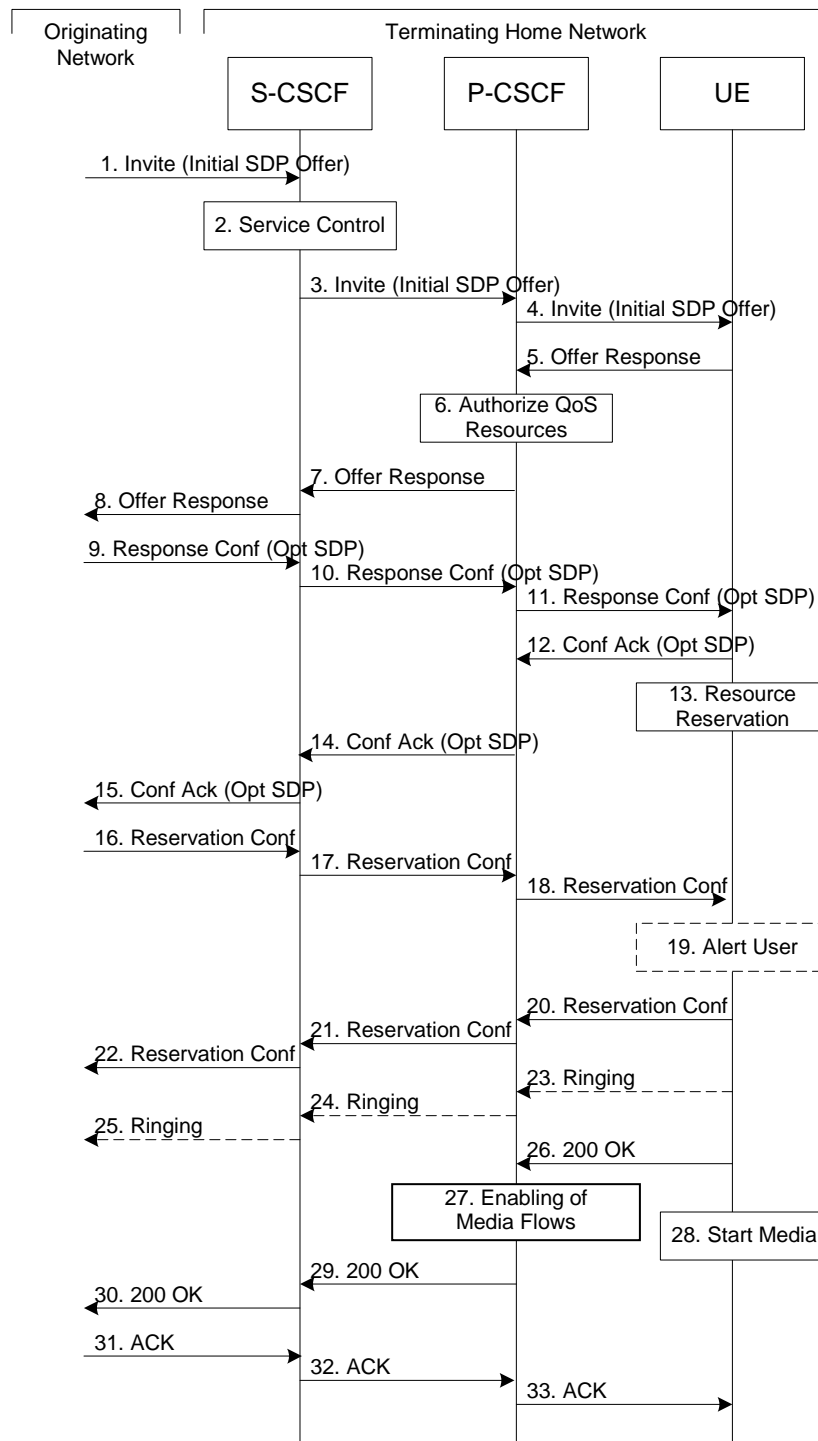 Originating
Network
Terminating Home Network
S-CSCF
P-CSCF
UE
1. Invite (Initial SDP Offer)
2. Service Control
3. Invite (Initial SDP Offer)
4. Invite (Initial SDP Offer)
5. Offer Response
6. Authorize QoS
Resources
7. Offer Response
8. Offer Response
9. Response Conf (Opt SDP)
10. Response Conf (Opt SDP)
11. Response Conf (Opt SDP)
12. Conf Ack (Opt SDP)
13. Resource
Reservation
14. Conf Ack (Opt SDP)
15. Conf Ack (Opt SDP)
16. Reservation Conf
17. Reservation Conf
18. Reservation Conf
19. Alert User
20. Reservation Conf
21. Reservation Conf
22. Reservation Conf
23. Ringing
24. Ringing
25. Ringing
26. 200 OK
27. Enabling of
Media Flows
28. Start Media
29. 200 OK
30. 200 OK
31. ACK
32. ACK
33. ACK